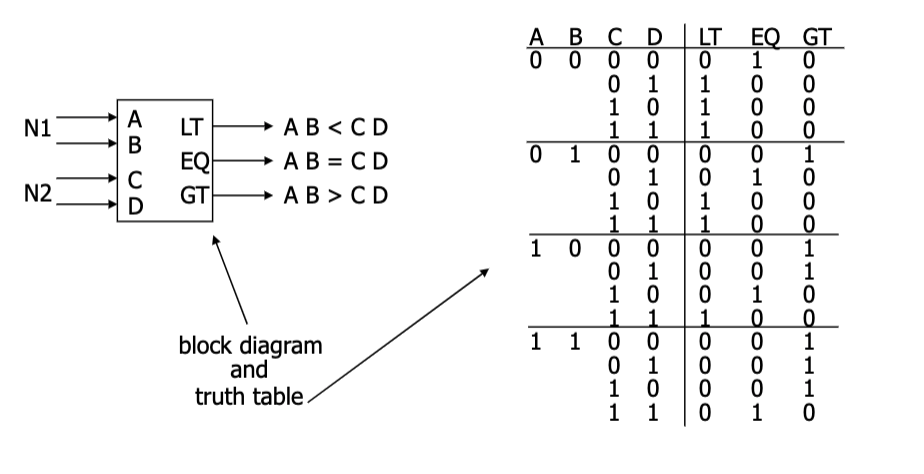 N1
N2
A
B
C
D
LT
EQ
GT
A B < C D
A B = C D
A B > C D
block diagram
and
truth table
A B C D LT EQ GT
0 0 0 0 0 1 0
0 1 1 0 0
1 0 1 0 0
1 1 1 0 0
0 1 0 0 0 0 1
0 1 0 1 0
1 0 1 0 0
1 1 1 0 0
1 0 0 0 0 0 1
0 1 0 0 1
1 0 0 1 0
1 1 1 0 0
1 1 0 0 0 0 1
0 1 0 0 1
1 0 0 0 1
1 1 0 1 0